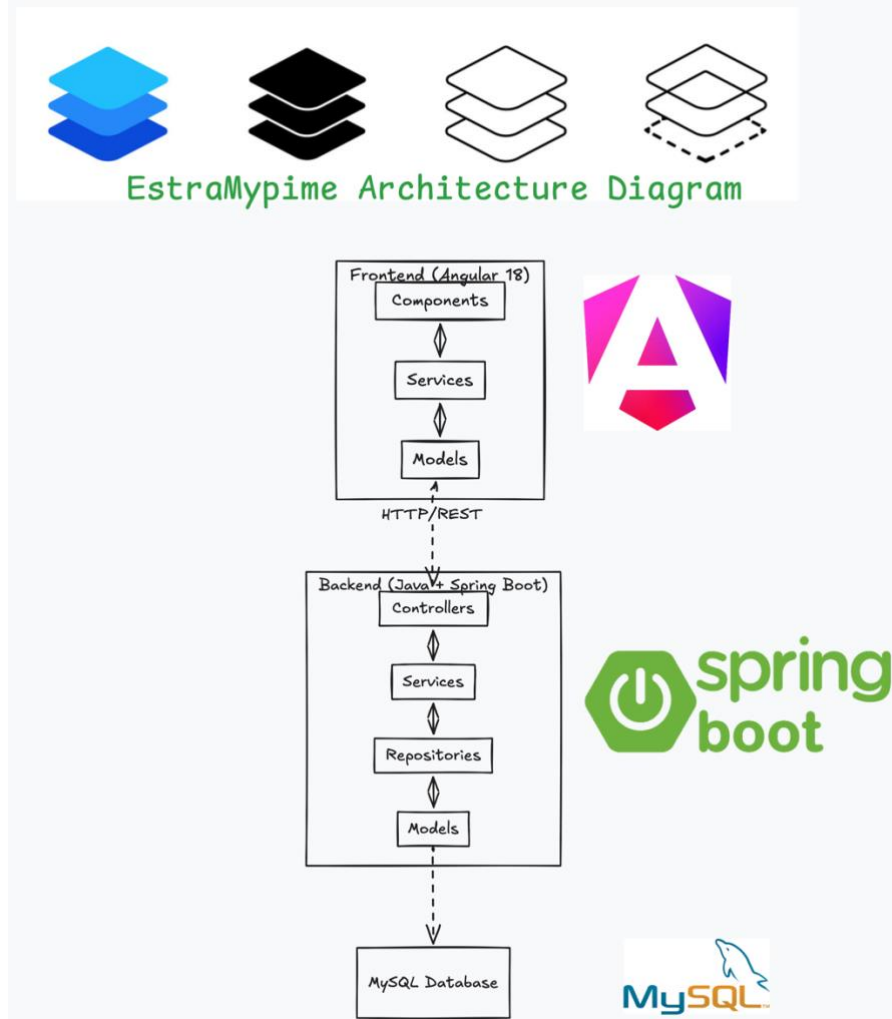 EstraMypime Architecture Diagram
Frontend (Angular 18)
Components
Services
Models
HTTP/REST
Backend (Java + Spring Boot)
Controllers
Services
Repositories
Models
spring
boot
MySQL Database
MySQL